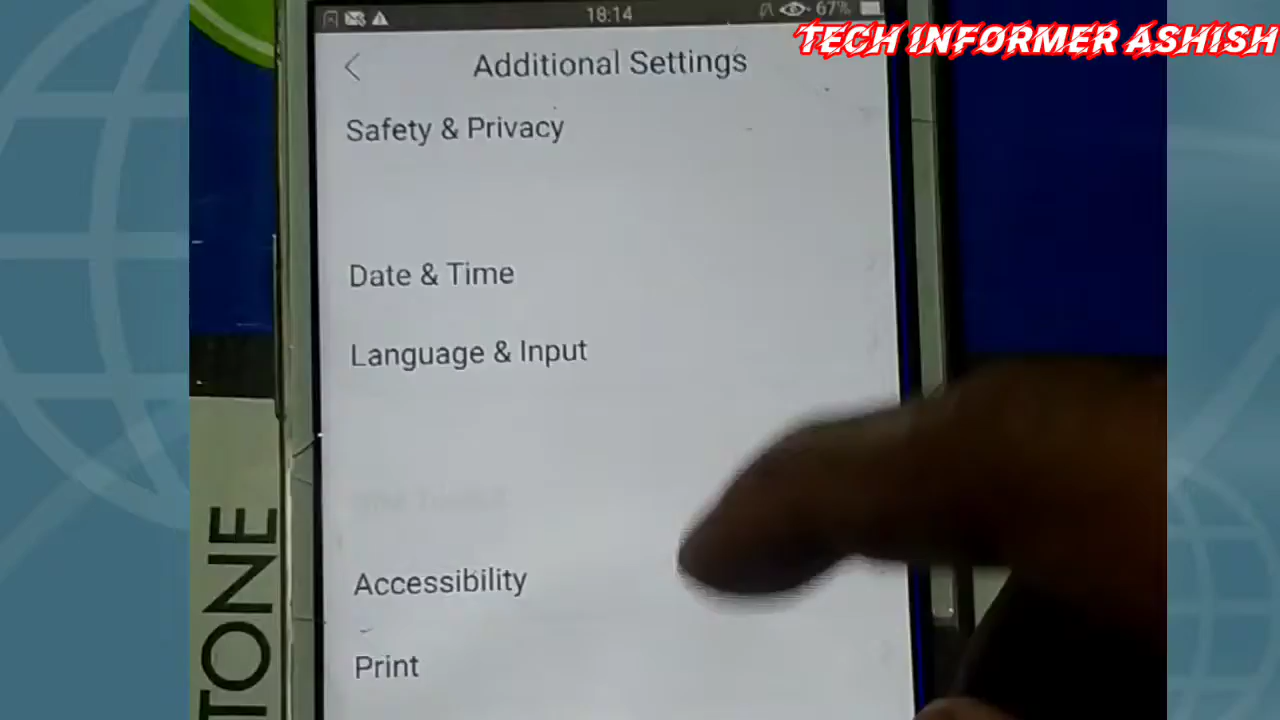 18:14
67%
TECH INFORMER ASHISH
Additional Settings
Safety & Privacy
Date & Time
Language & Input
Accessibility
Print
TONE